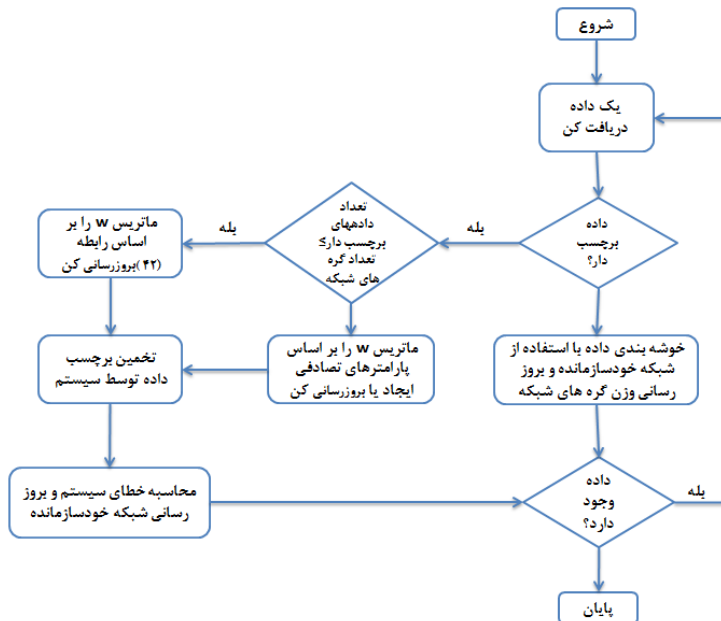 شروع
یک داده
دریافت کن
داده
برچسب
دار؟
بله
تعداد
دادههای
برچسب دار≥
تعداد گره
های شبکه
بله
ماتریس w را بر
اساس رابطه
(۴۲)بروزرسانی کن
ماتریس w را بر اساس
پارامترهای تصادفی
ایجاد یا بروزرسانی کن
تخمین برچسب
داده توسط سیستم
خوشه بندی داده با استفاده از
شبکه خودسازمانده و بروز
رسانی وزن گره های شبکه
محاسبه خطای سیستم و بروز
رسانی شبکه خودسازمانده
داده
وجود
دارد؟
بله
پایان